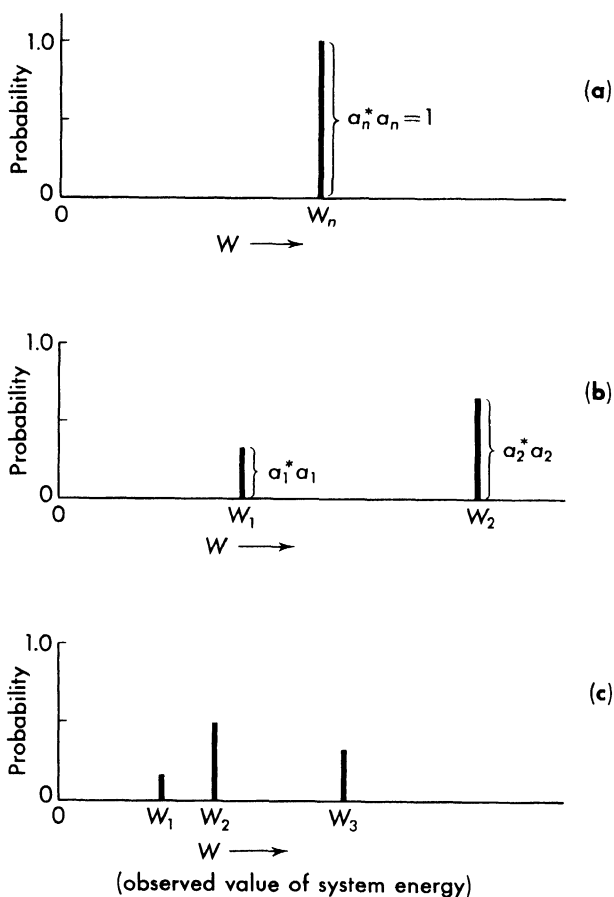 Probability
1.0
0
a_n^* a_n = 1
(a)
0
W_n
W →
Probability
1.0
0
a_1^* a_1
a_2^* a_2
(b)
0
W_1
W_2
W →
Probability
1.0
0
(c)
0
W_1
W_2
W_3
W →
(observed value of system energy)